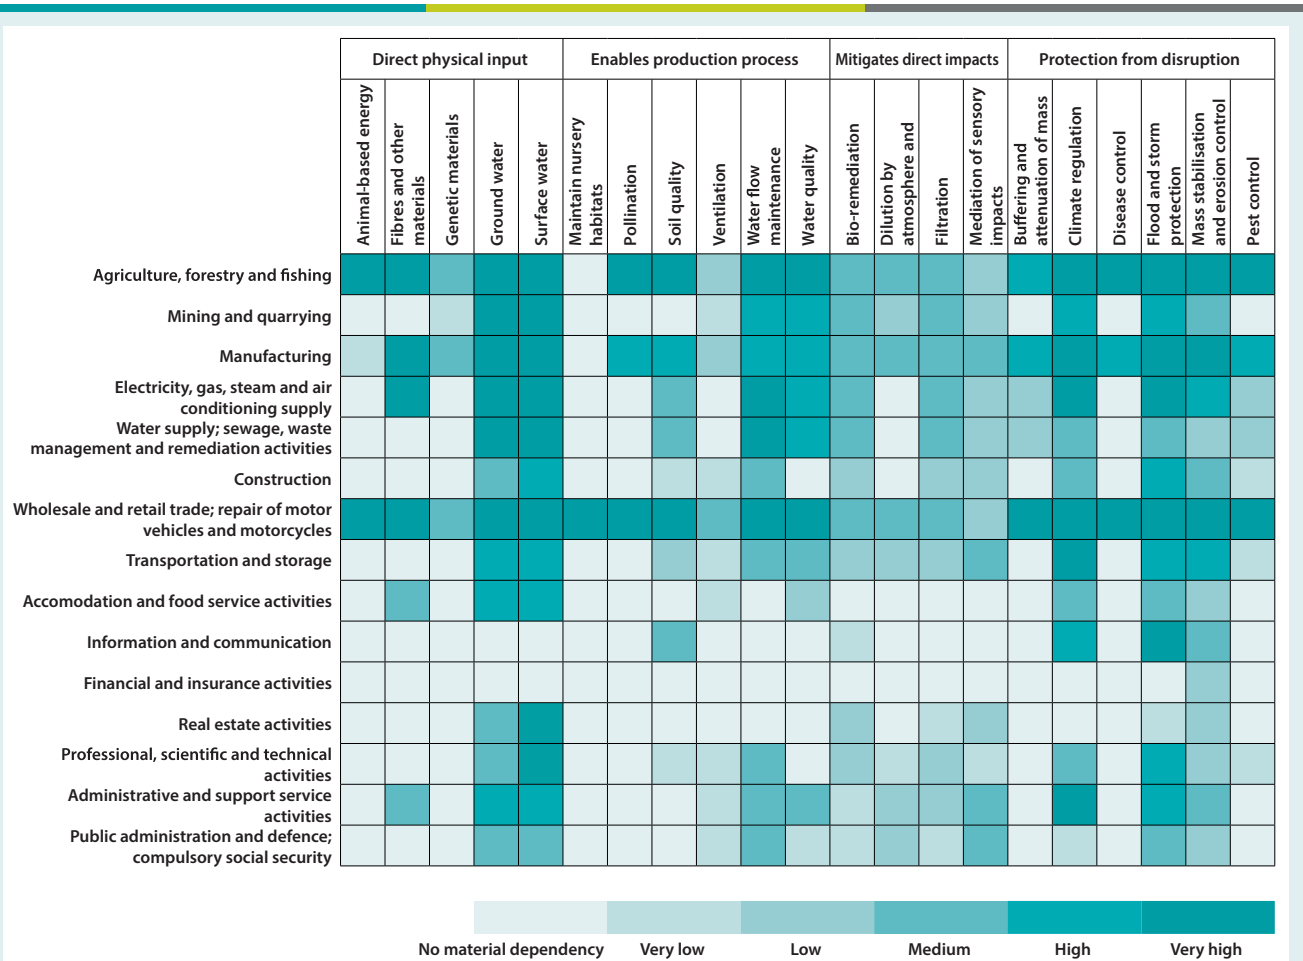 Direct physical input
Enables production process
Mitigates direct impacts
Protection from disruption
Animal-based energy
Fibres and other
materials
Genetic materials
Ground water
Surface water
Maintain nursery
habitats
Pollination
Soil quality
Ventilation
Water flow
maintenance
Water quality
Bio-remediation
Dilution by
atmosphere and
Filtration
Mediation of sensory
impacts
Buffering and
attenuation of mass
Climate regulation
Disease control
Flood and storm
protection
Mass stabilisation
and erosion control
Pest control
Agriculture, forestry and fishing
Mining and quarrying
Manufacturing
Electricity, gas, steam and air
conditioning supply
Water supply; sewage, waste
management and remediation activities
Construction
Wholesale and retail trade; repair of motor
vehicles and motorcycles
Transportation and storage
Accomodation and food service activities
Information and communication
Financial and insurance activities
Real estate activities
Professional, scientific and technical
activities
Administrative and support service
activities
Public administration and defence;
compulsory social security
No material dependency
Very low
Low
Medium
High
Very high